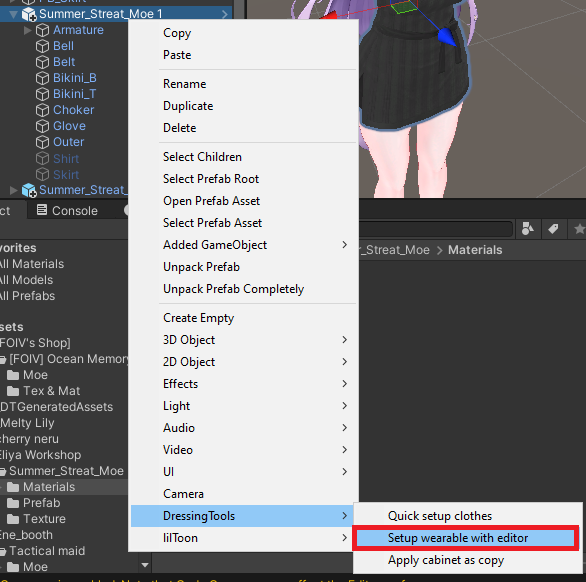 Summer_Streat_Moe 1
Armature
Bell
Belt
Bikini_B
Bikini_T
Choker
Glove
Outer
Shirt
Skirt
Summer_Streat_
Copy
Paste
Rename
Duplicate
Delete
Select Children
Select Prefab Root
Open Prefab Asset
Select Prefab Asset
Added GameObject
Unpack Prefab
Unpack Prefab Completely
Create Empty
3D Object
2D Object
Effects
Light
Audio
Video
UI
Camera
DressingTools
lilToon
Quick setup clothes
Setup wearable with editor
Apply cabinet as copy
ct
Console
_Streat_Moe > Materials
vorites
All Materials
All Models
All Prefabs
sets
[FOIV's Shop]
[FOIV] Ocean Memory
Moe
Tex & Mat
_DTGeneratedAssets
_Melty Lily
cherry neru
Eliya Workshop
Summer_Streat_Moe
Materials
Prefab
Texture
Ene_booth
Tactical maid
Moe